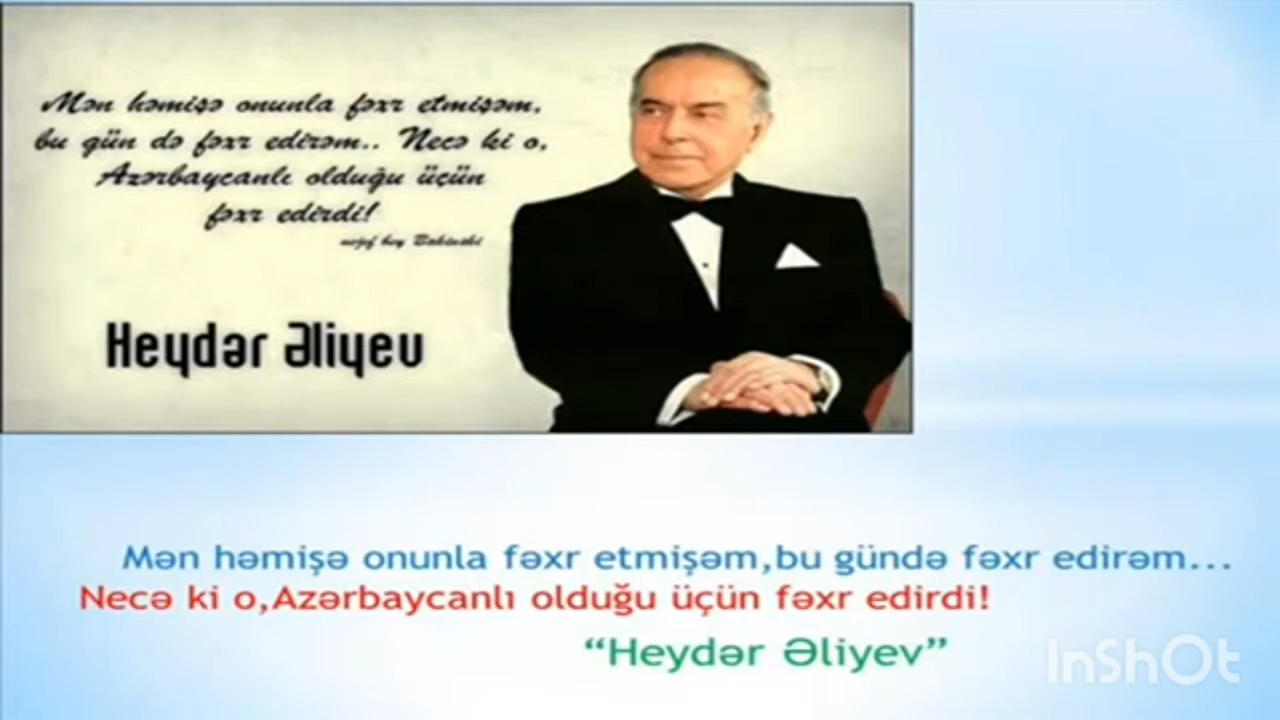 Mən həmişə onunla fəxr etmişəm,
bu gün də fəxr edirəm.. Necə ki o,
Azərbaycanlı olduğu üçün
fəxr edirdi!
Bakinski
Heydər Əliyev
Mən həmişə onunla fəxr etmişəm,bu gündə fəxr edirəm...
Necə ki o,Azərbaycanlı olduğu üçün fəxr edirdi!
“Heydər Əliyev”
InShOt